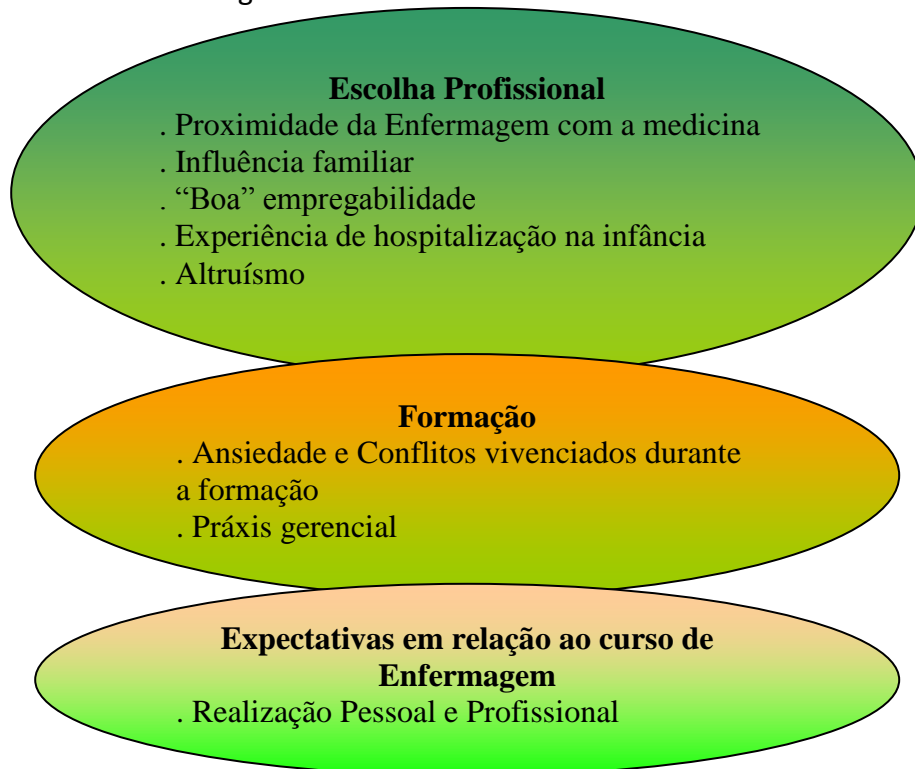 Escolha Profissional
. Proximidade da Enfermagem com a medicina
. Influência familiar
. “Boa” empregabilidade
. Experiência de hospitalização na infância
. Altruísmo
Formação
. Ansiedade e Conflitos vivenciados durante
a formação
. Práxis gerencial
Expectativas em relação ao curso de
Enfermagem
. Realização Pessoal e Profissional